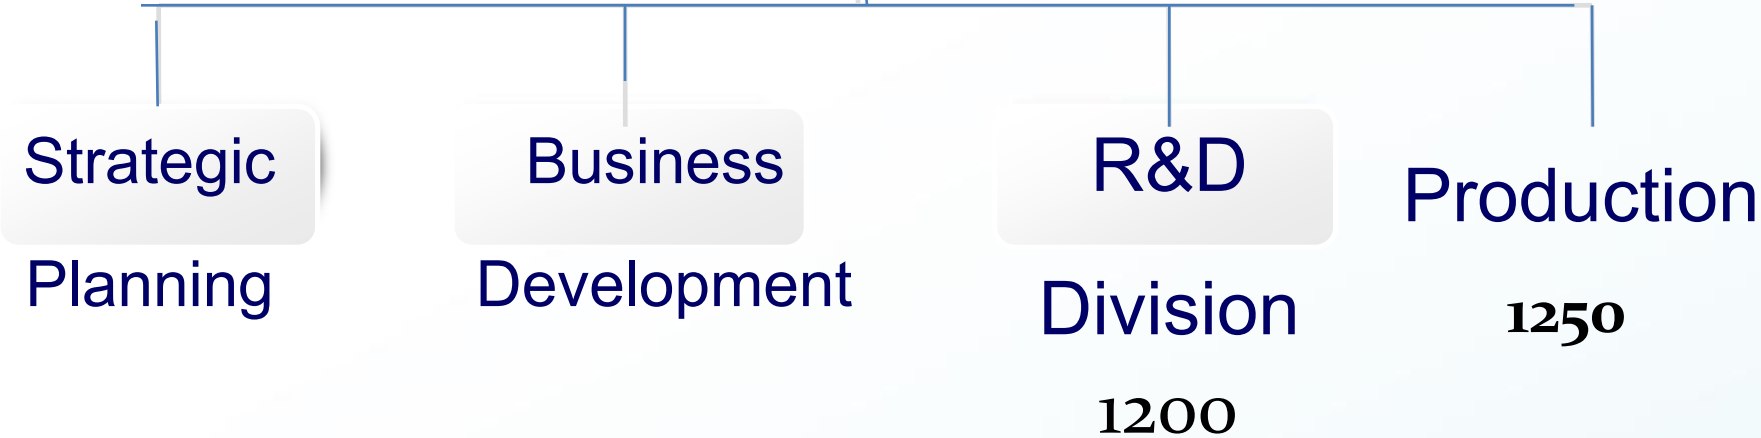 Strategic
Planning
Business
Development
R&D
Division
1200
Production
1250